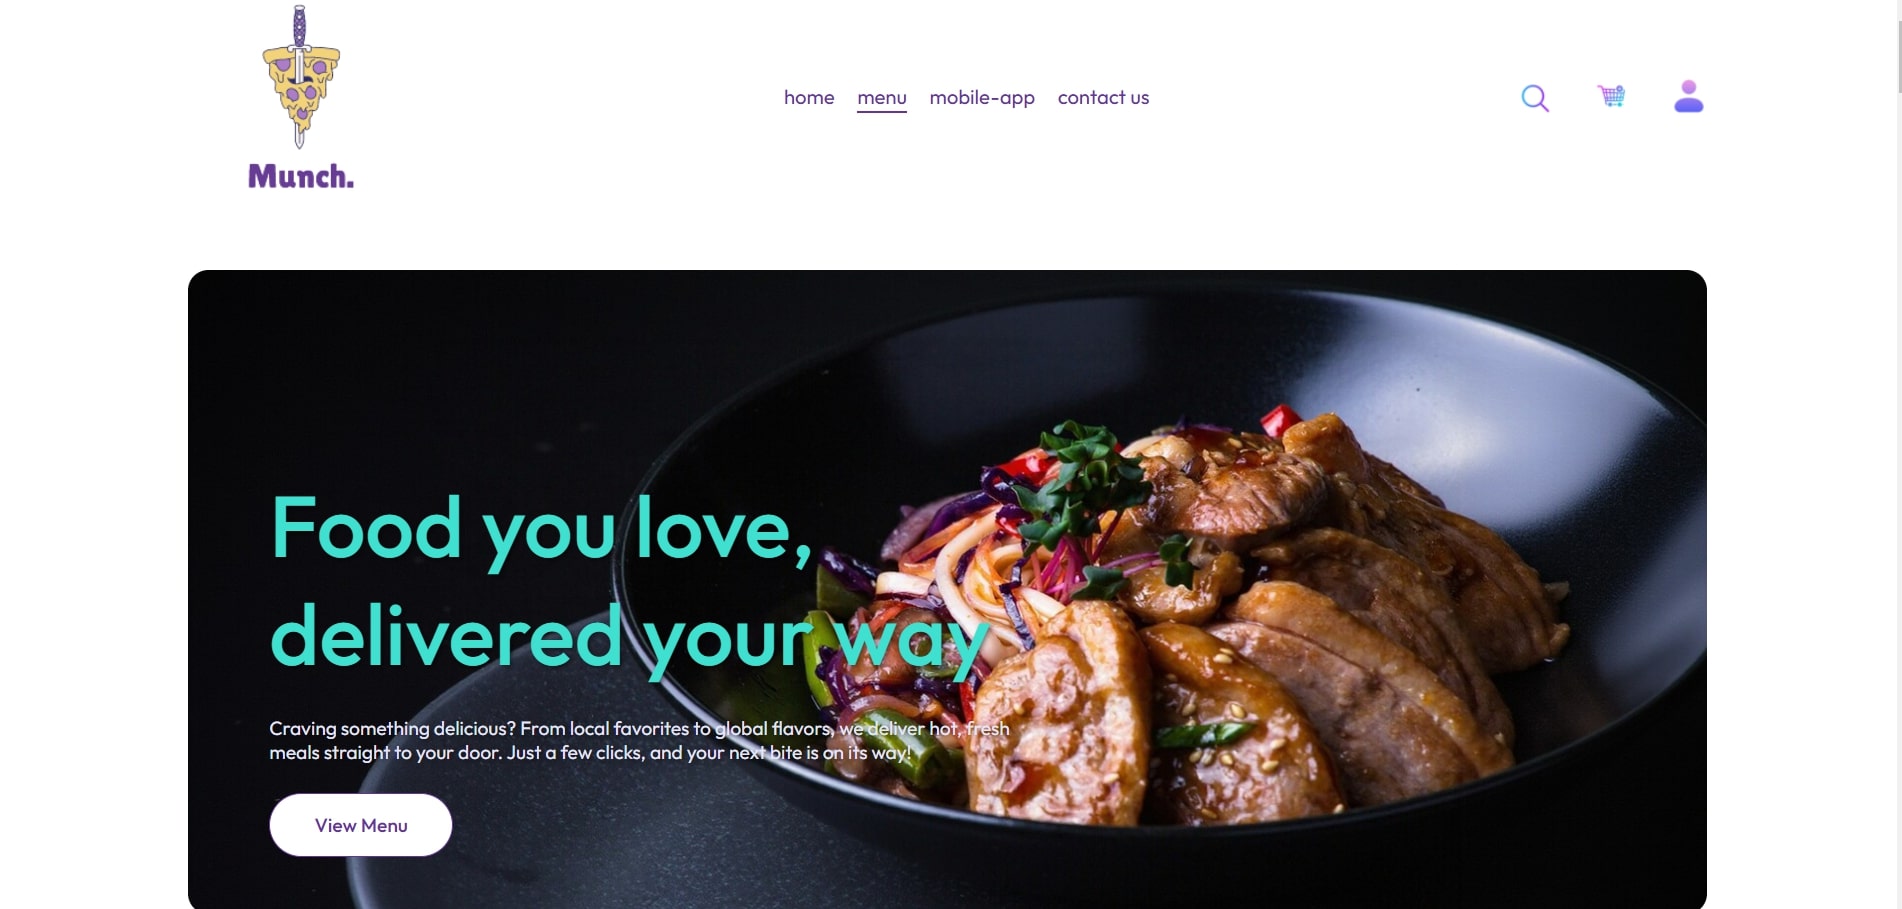 Munch.
home menu mobile-app contact us
Food you love,
delivered your way
Craving something delicious? From local favorites to global flavors, we deliver hot, fresh
meals straight to your door. Just a few clicks, and your next bite is on its way!
View Menu